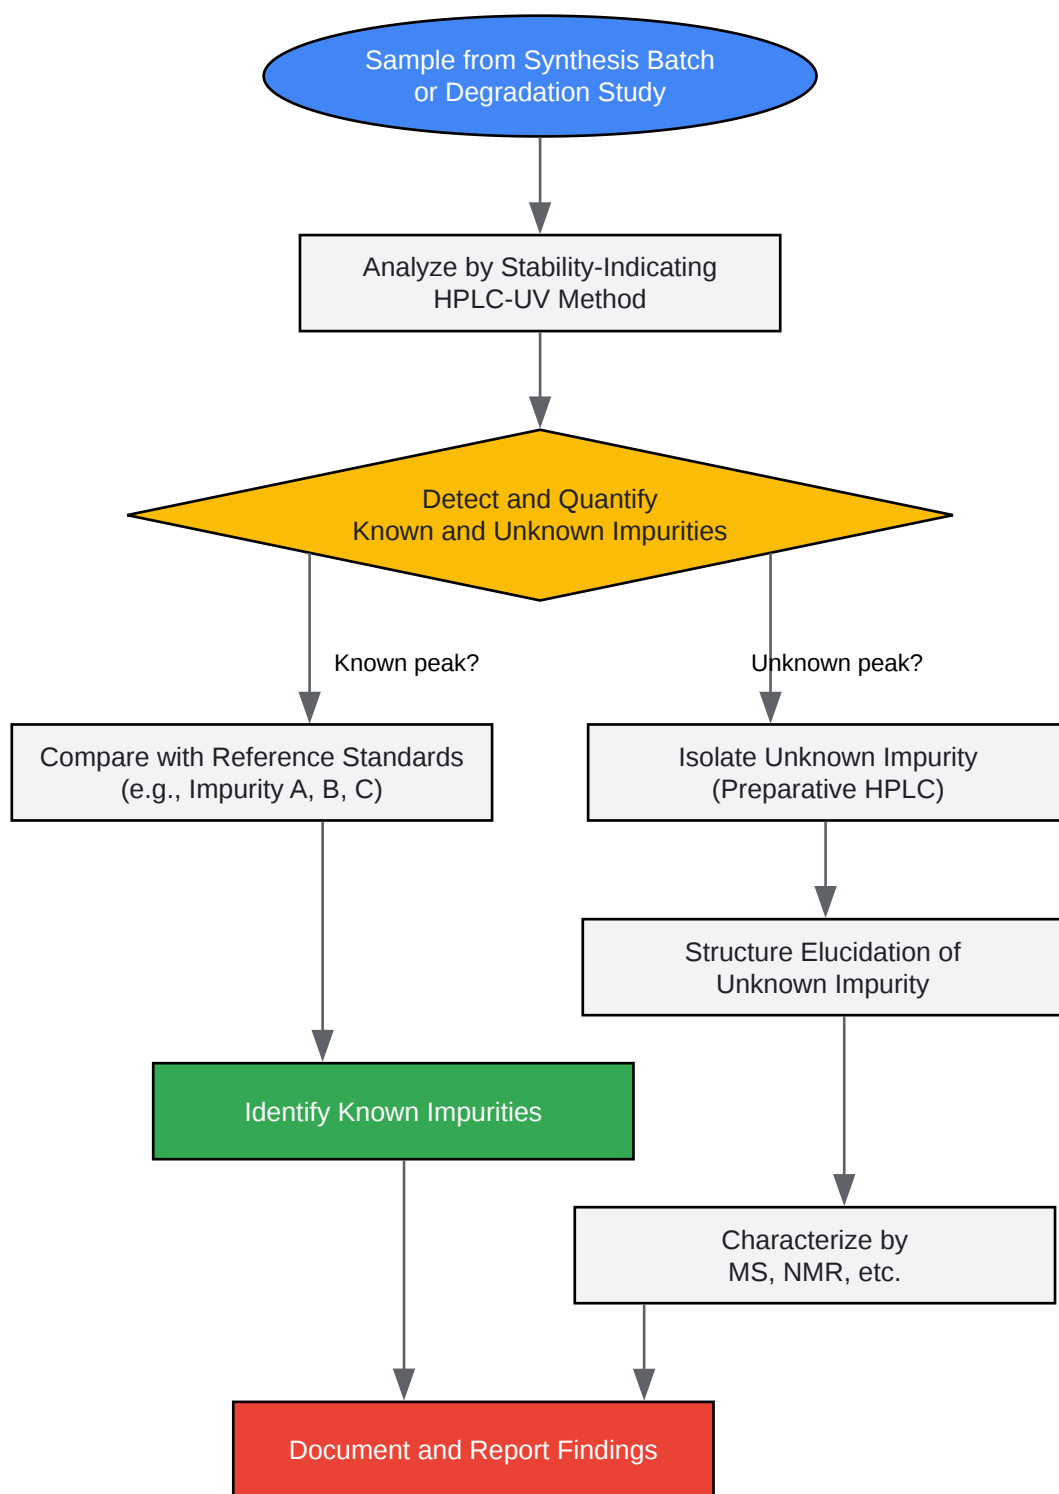 Sample from Synthesis Batch
or Degradation Study
Analyze by Stability-Indicating
HPLC-UV Method
Detect and Quantify
Known and Unknown Impurities
Known peak?
Unknown peak?
Compare with Reference Standards
(e.g., Impurity A, B, C)
Isolate Unknown Impurity
(Preparative HPLC)
Structure Elucidation of
Unknown Impurity
Identify Known Impurities
Characterize by
MS, NMR, etc.
Document and Report Findings